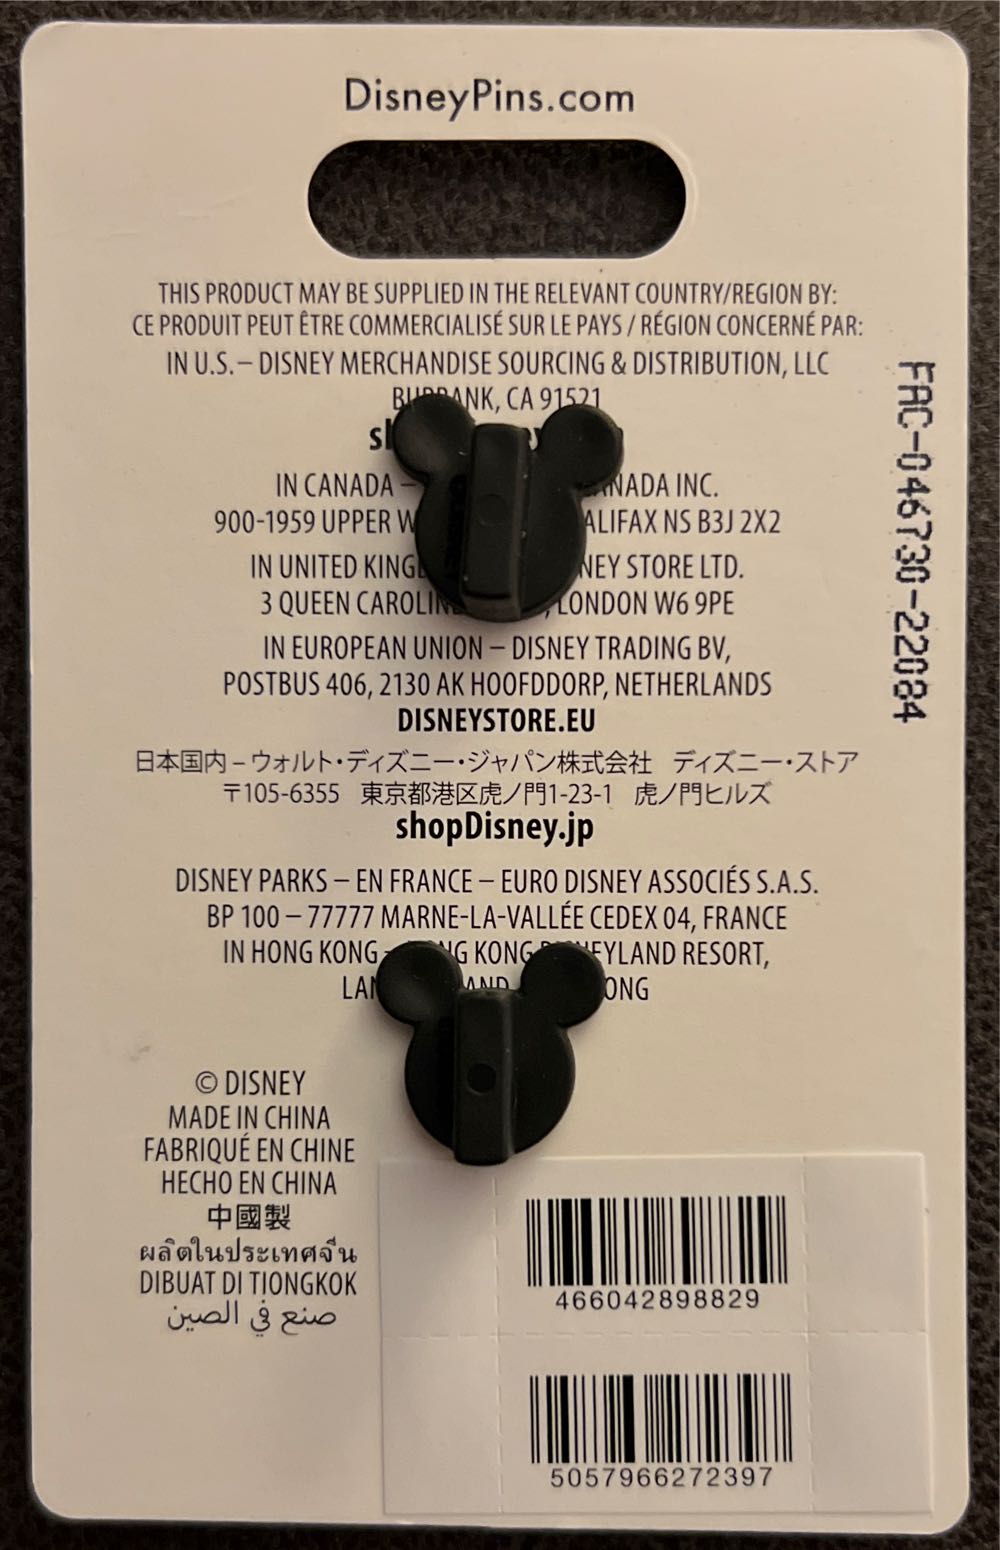 DisneyPins.com
THIS PRODUCT MAY BE SUPPLIED IN THE RELEVANT COUNTRY/REGION BY:
CE PRODUIT PEUT ÊTRE COMMERCIALISÉ SUR LE PAYS / RÉGION CONCERNÉ PAR:
IN U.S.– DISNEY MERCHANDISE SOURCING & DISTRIBUTION, LLC
CA 91521
IN CANADA – INC.
900-1959 UPPER NS B3J 2X2
IN UNITED STORE LTD.
3 QUEEN LONDON W6 9PE
IN EUROPEAN UNION – DISNEY TRADING BV,
POSTBUS 406, 2130 AK HOOFDDORP, NETHERLANDS
DISNEYSTORE.EU
日本国内 – ウォルト・ディズニー・ジャパン株式会社 ディズニー・ストア
〒105-6355 東京都港区虎ノ門1-23-1 虎ノ門ヒルズ
shopDisney.jp
DISNEY PARKS – EN FRANCE – EURO DISNEY ASSOCIÉS S.A.S.
BP 100 – 77777 MARNE-LA-VALLÉE CEDEX 04, FRANCE
IN HONG KONG – KONG RESORT,
© DISNEY
MADE IN CHINA
FABRIQUÉ EN CHINE
HECHO EN CHINA
中國製
ผลิตในประเทศจีน
DIBUAT DI TIONGKOK
صنع في الصين
FAC-046730-22084
466042898829
5057966272397